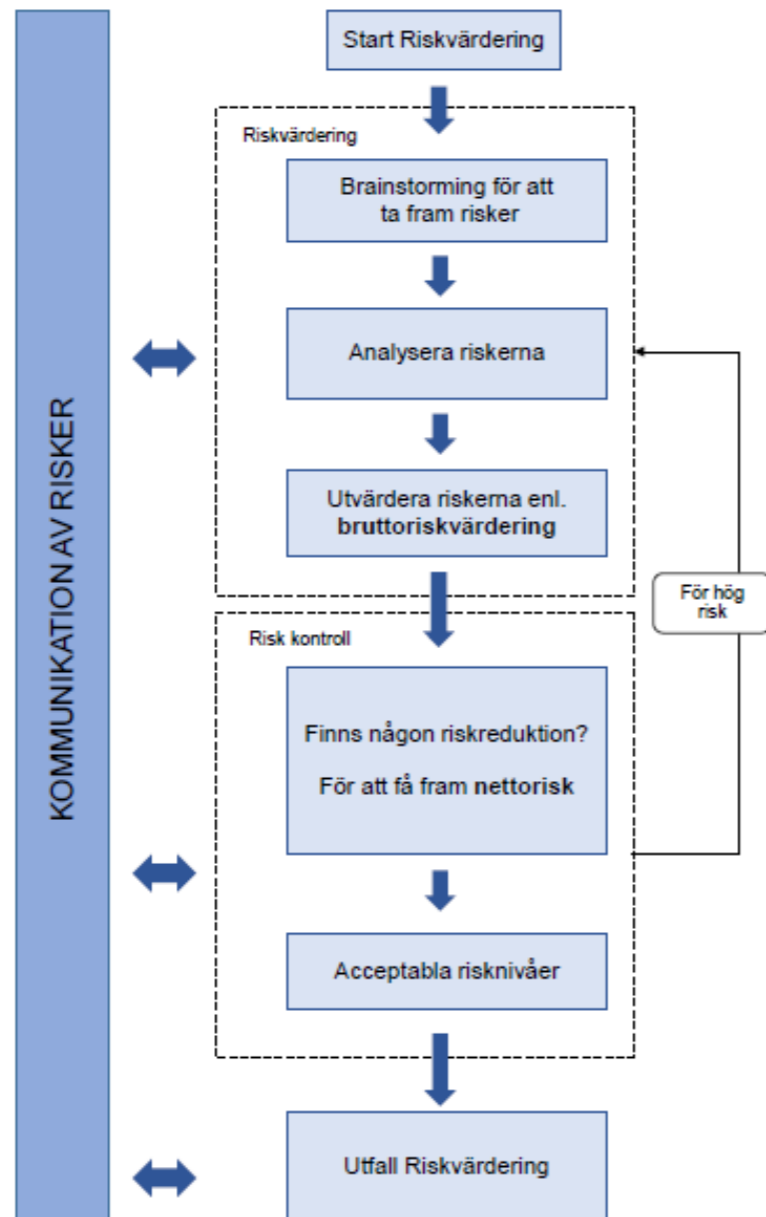 KOMMUNIKATION AV RISKER
Start Riskvärdering
Riskvärdering
Brainstorming för att
ta fram risker
Analysera riskerna
Utvärdera riskerna enl.
bruttoriskvärdering
För hög
risk
Risk kontroll
Finns någon riskreduktion?
För att få fram nettorisk
Acceptabla risknivåer
Utfall Riskvärdering